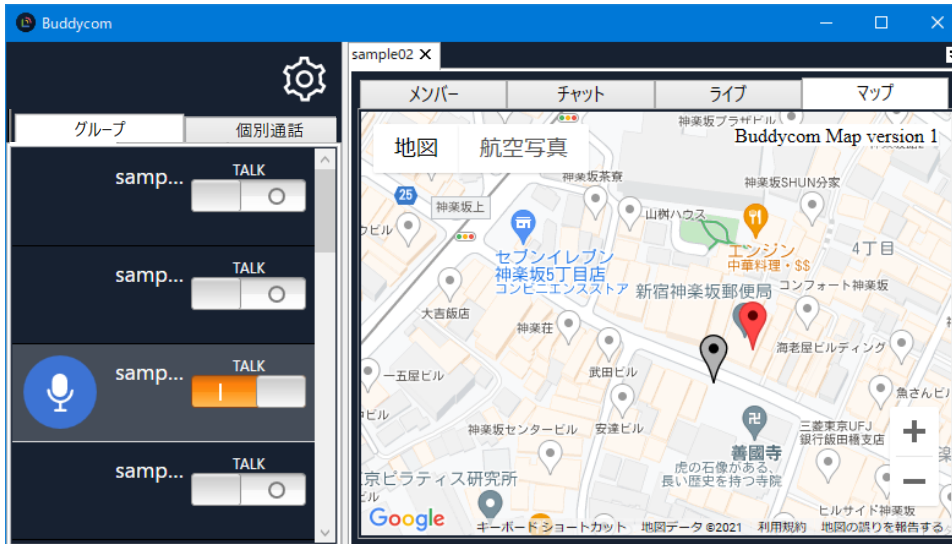 Buddycom
sample02
メンバー
チャット
ライブ
マップ
グループ
個別通話
samp...
TALK
samp...
TALK
samp...
TALK
samp...
TALK
地図
航空写真
Buddycom Map version 1
神楽坂プラザビル
神楽坂茶寮
神楽坂SHUN分家
25
神楽坂上
山桝ハウス
セブンイレブン
神楽坂5丁目店
コンビニエンスストア
エンジン
中華料理・$$
4丁目
新宿神楽坂郵便局
コンフォート神楽坂
大吉飯店
神楽荘
海老屋ビルディング
一五屋ビル
武田ビル
魚さんビ
神楽坂センタービル
安達ビル
三菱東京UFJ
銀行飯田橋支店
善國寺
虎の石像がある、
長い歴史を持つ寺院
京ピラティス研究所
ヒルサイド神楽坂
Google
キーボード ショートカット
地図データ ©2021
利用規約
地図の誤りを報告する